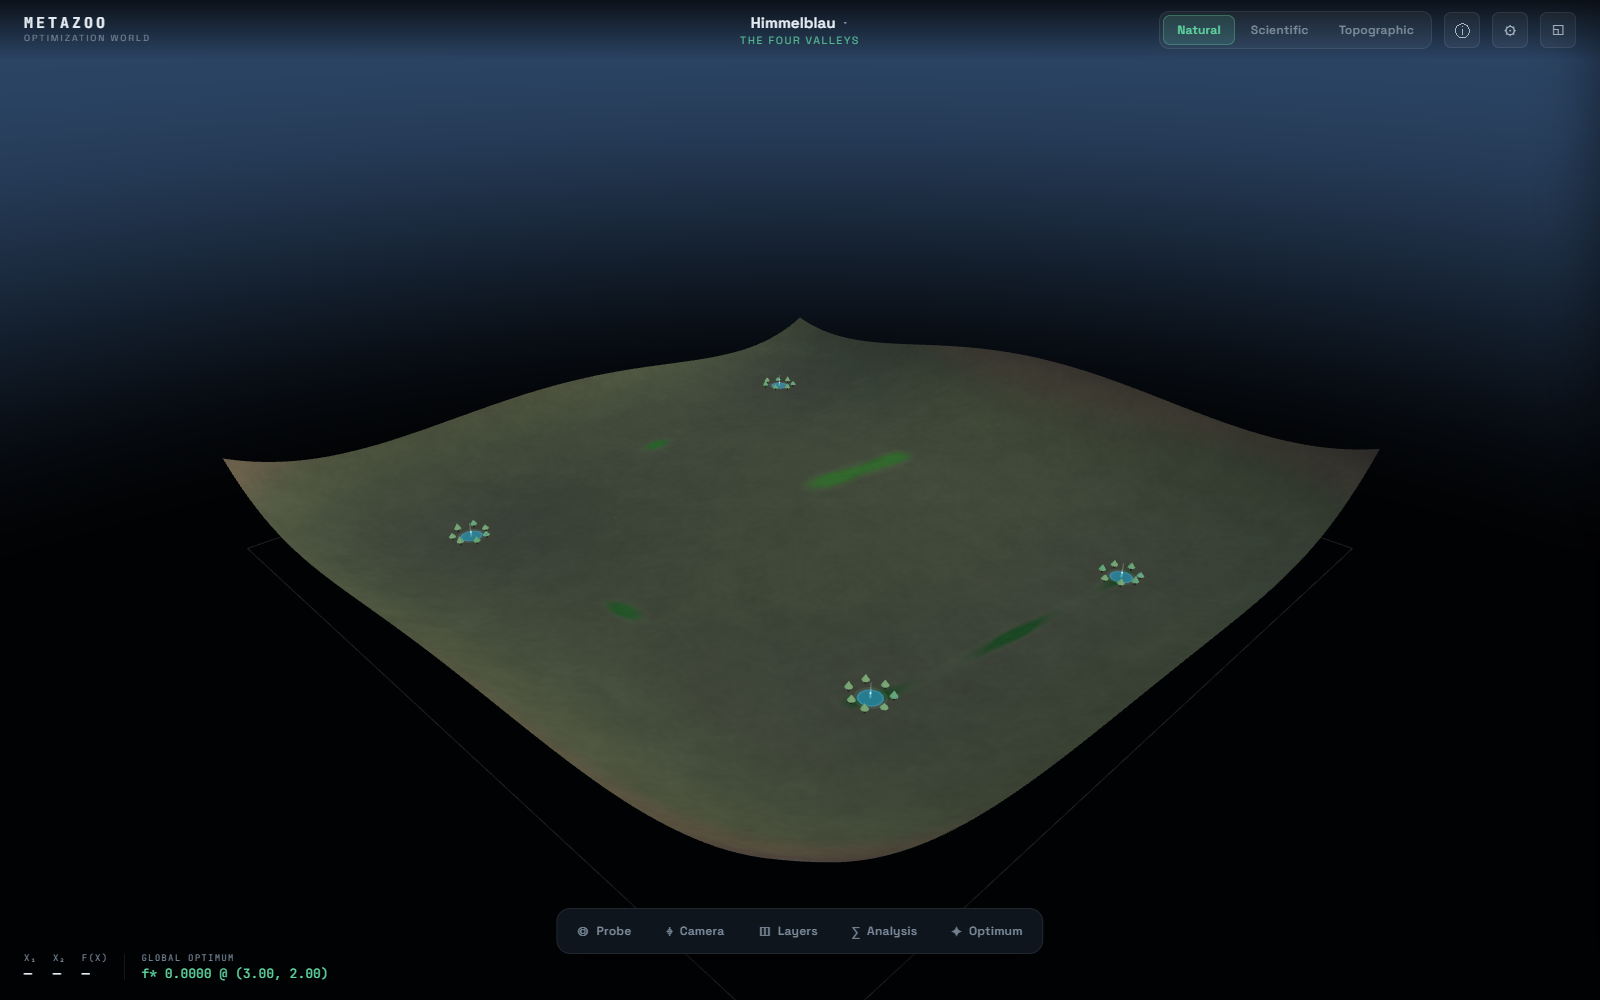 METAZOO
OPTIMIZATION WORLD
Himmelblau -
THE FOUR VALLEYS
Natural Scientific Topographic
Probe Camera Layers ∑ Analysis Optimum
X₁ X₂ F(X)
— — —
GLOBAL OPTIMUM
f* 0.0000 @ (3.00, 2.00)